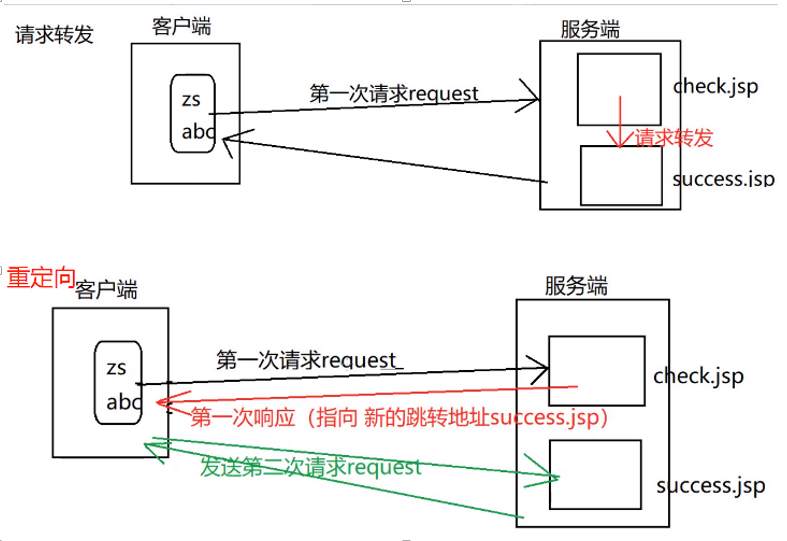 请求转发
客户端
服务端
zs
abc
第一次请求request
check.jsp
请求转发
success.jsp
重定向
客户端
服务端
zs
abc
第一次请求request_
check.jsp
第一次响应（指向 新的跳转地址success.jsp）
发送第二次请求request
success.jsp